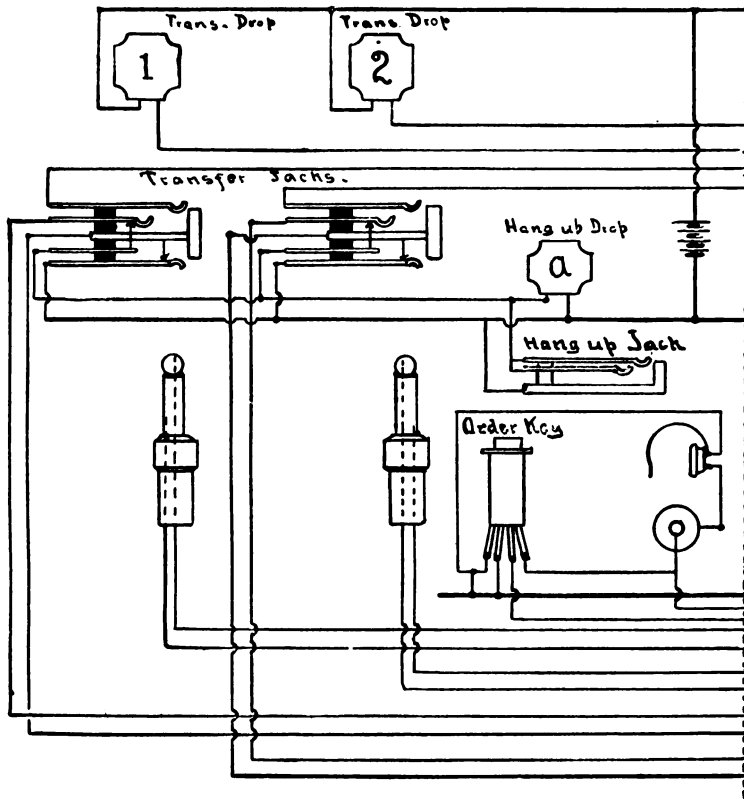 Trans. Drop
Trans. Drop
1
2
Transfer Jacks.
Hang up Drop
a
Hang up Jack
Order Key